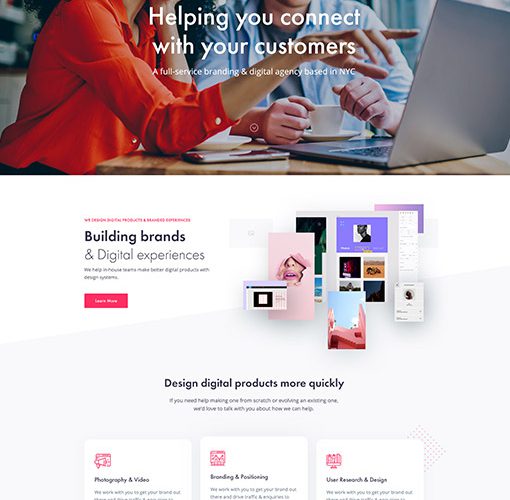 Helping you connect
with your customers
A full-service branding & digital agency based in NYC
WE DESIGN DIGITAL PRODUCTS & BRANDED EXPERIENCES
Building brands
& Digital experiences
We help in-house teams make better digital products with
design systems.
Learn More
Design digital products more quickly
If you need help making one from scratch or evolving an existing one,
we'd love to talk with you about how we can help.
Photography & Video
We work with you to get your brand out
Branding & Positioning
We work with you to get your brand out
there and drive traffic & enquiries to
User Research & Design
We work with you to get your brand out